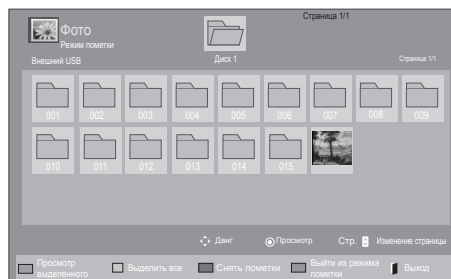 Страница 1/1
Фото
Режим пометки
Внешний USB
Диск 1
Страница 1/1
001 002 003 004 005 006 007 008 009
010 011 012 013 014 015
Двиг Просмотр Стр. Изменение страницы
Просмотр выделенного
Выделить все
Снять пометки
Выйти из режима пометки
Выход